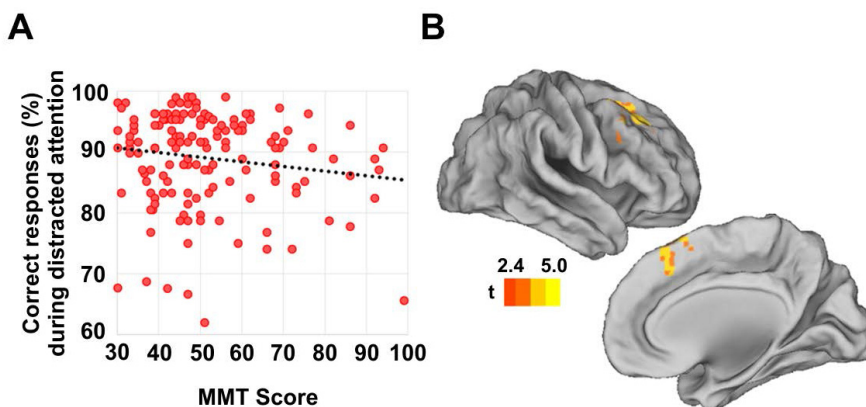 A
B
Correct responses (%)
during distracted attention
100
90
80
70
60
30 40 50 60 70 80 90 100
MMT Score
2.4 5.0
t